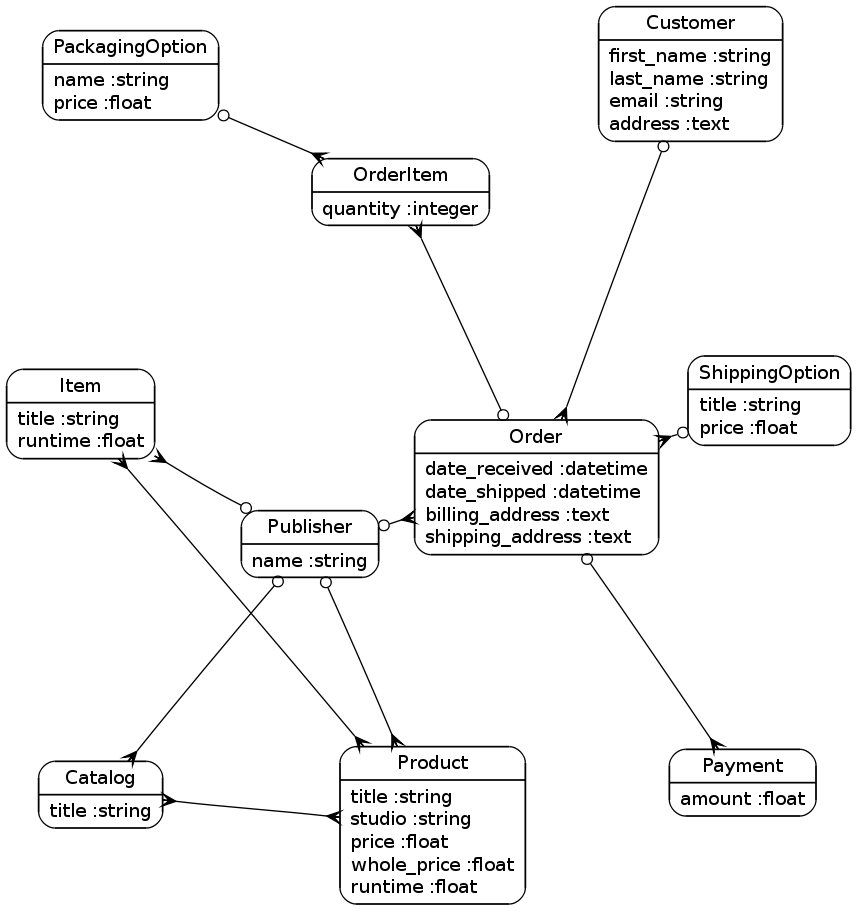 PackagingOption
name :string
price :float
Customer
first_name :string
last_name :string
email :string
address :text
OrderItem
quantity :integer
Item
title :string
runtime :float
ShippingOption
title :string
price :float
Order
date_received :datetime
date_shipped :datetime
billing_address :text
shipping_address :text
Publisher
name :string
Catalog
title :string
Product
title :string
studio :string
price :float
whole_price :float
runtime :float
Payment
amount :float